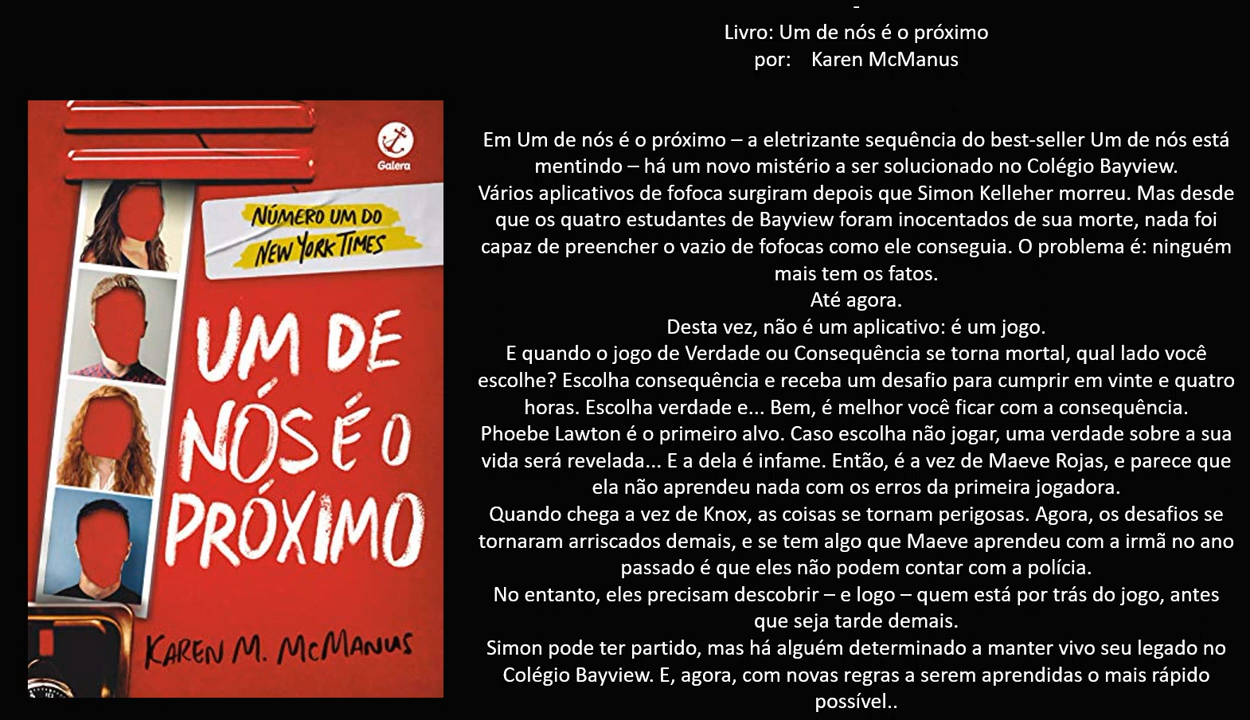 -
Livro: Um de nós é o próximo
por: Karen McManus
Galera
NÚMERO UM DO
NEW YORK TIMES
UM DE
NÓS É O
PRÓXIMO
KAREN M. McMANUS
Em Um de nós é o próximo – a eletrizante sequência do best-seller Um de nós está
mentindo – há um novo mistério a ser solucionado no Colégio Bayview.
Vários aplicativos de fofoca surgiram depois que Simon Kelleher morreu. Mas desde
que os quatro estudantes de Bayview foram inocentados de sua morte, nada foi
capaz de preencher o vazio de fofocas como ele conseguia. O problema é: ninguém
mais tem os fatos.
Até agora.
Desta vez, não é um aplicativo: é um jogo.
E quando o jogo de Verdade ou Consequência se torna mortal, qual lado você
escolhe? Escolha consequência e receba um desafio para cumprir em vinte e quatro
horas. Escolha verdade e... Bem, é melhor você ficar com a consequência.
Phoebe Lawton é o primeiro alvo. Caso escolha não jogar, uma verdade sobre a sua
vida será revelada... E a dela é infame. Então, é a vez de Maeve Rojas, e parece que
ela não aprendeu nada com os erros da primeira jogadora.
Quando chega a vez de Knox, as coisas se tornam perigosas. Agora, os desafios se
tornaram arriscados demais, e se tem algo que Maeve aprendeu com a irmã no ano
passado é que eles não podem contar com a polícia.
No entanto, eles precisam descobrir – e logo – quem está por trás do jogo, antes
que seja tarde demais.
Simon pode ter partido, mas há alguém determinado a manter vivo seu legado no
Colégio Bayview. E, agora, com novas regras a serem aprendidas o mais rápido
possível..